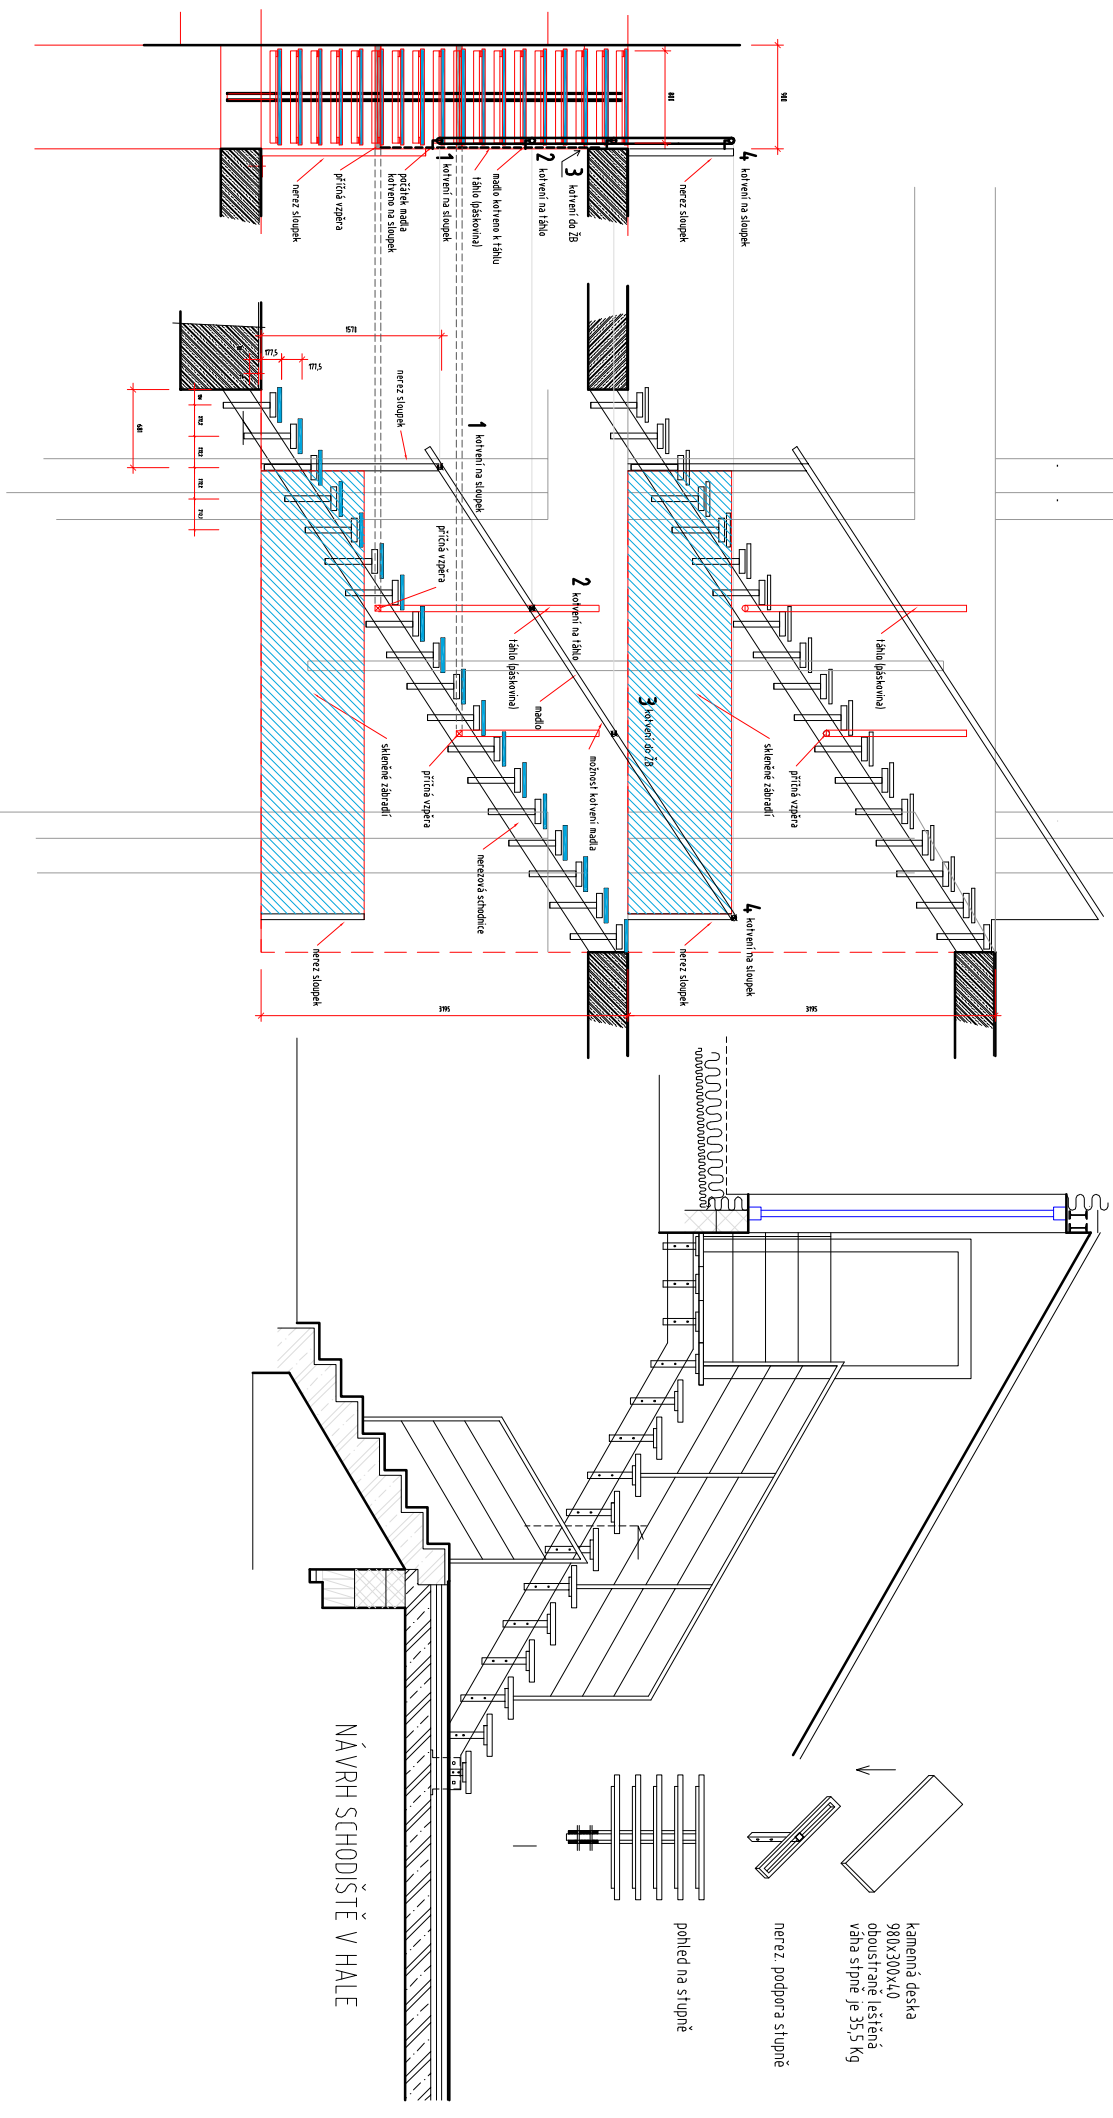 980
880
4 kotvení na sloupek
nerez sloupek
3 kotvení do ŽB
2 kotvení na táhlo
madlo kotveno k táhlu
táhlo (páskovina)
1 kotvení na sloupek
počátek madla
kotveno na sloupek
příčná vzpěra
nerez sloupek
1570
177,5
177,5
681
nerez sloupek
1 kotvení na sloupek
příčná vzpěra
2 kotvení na táhlo
táhlo (páskovina)
madlo
3 kotvení do ŽB
možnost kotvení madla
skleněné zábradlí
příčná vzpěra
nerezová schodnice
nerez sloupek
táhlo (páskovina)
skleněné zábradlí
příčná vzpěra
4 kotvení na sloupek
nerez sloupek
3195
3195
kamenná deska
980x300x40
oboustraně leštěná
váha stpně je 35,5 Kg
nerez. podpora stupně
pohled na stupně
NÁVRH SCHODIŠTĚ V HALE